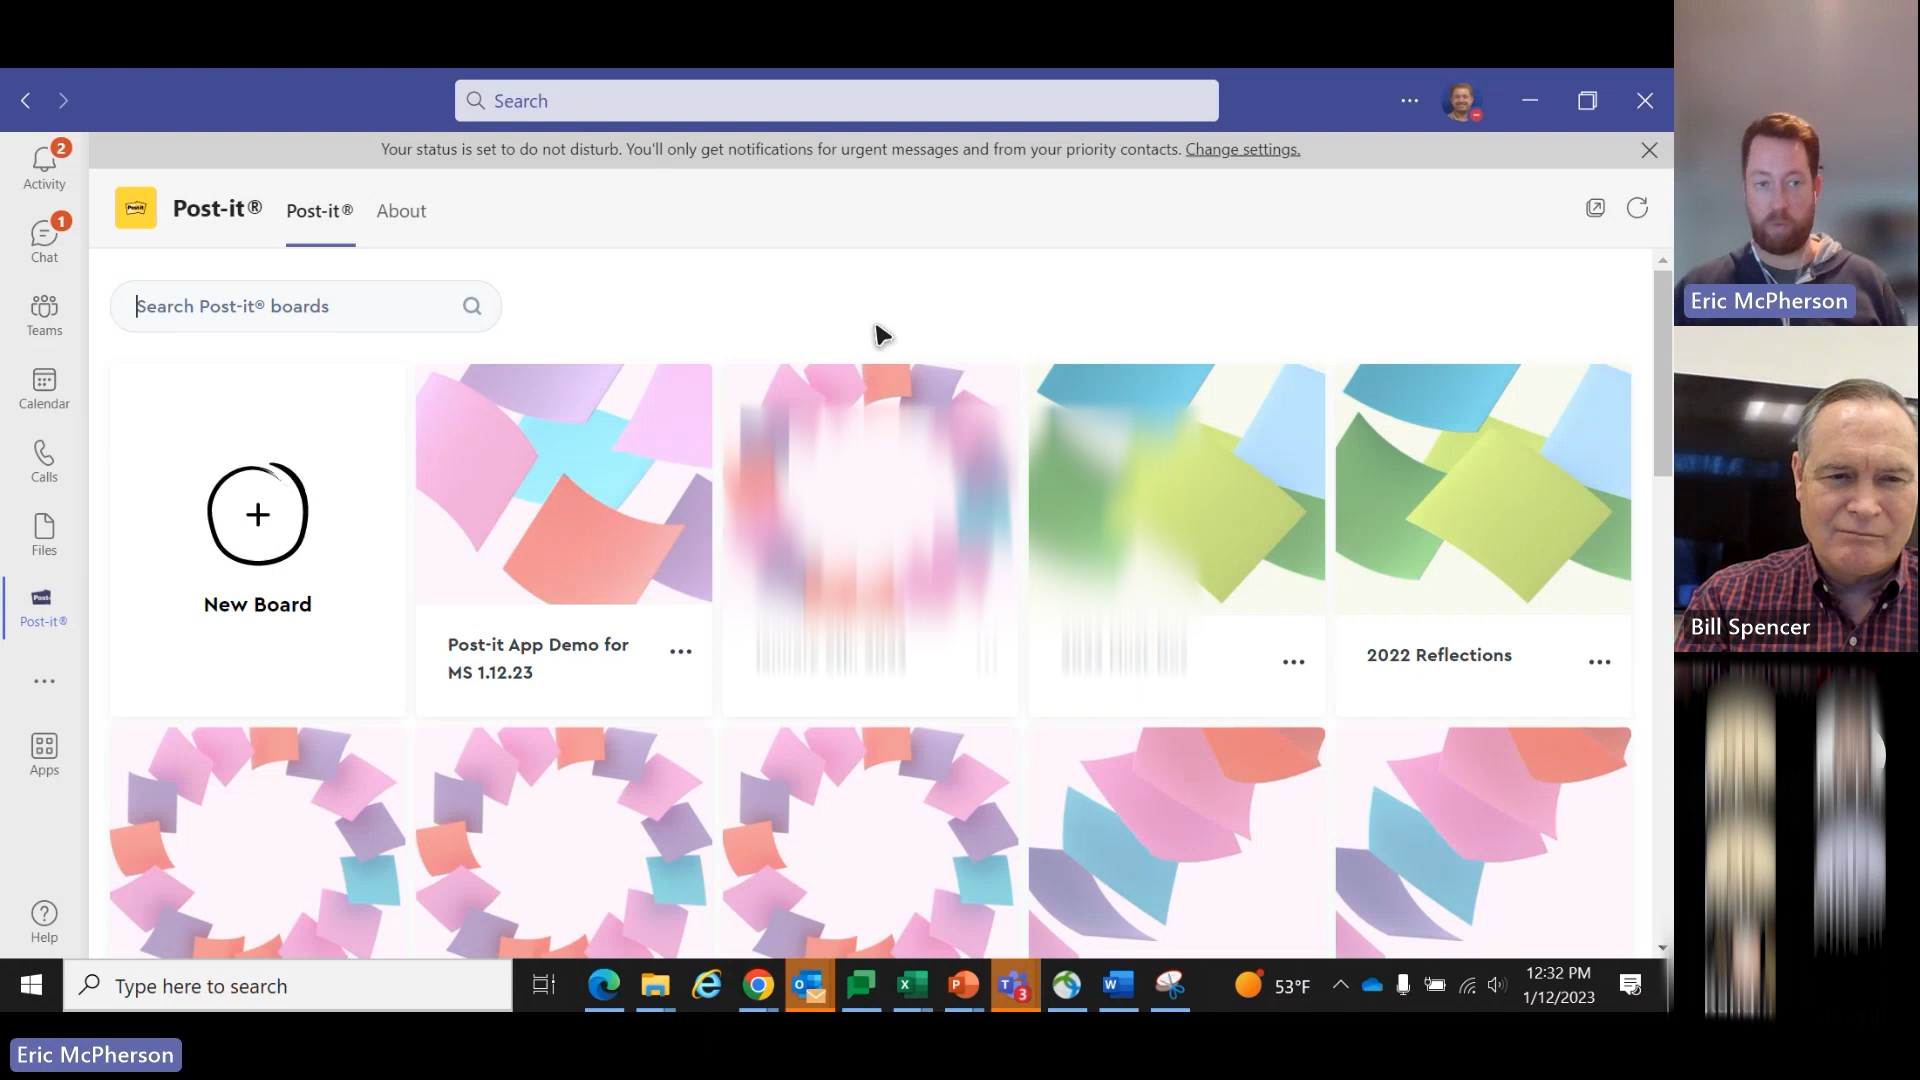 Search
Your status is set to do not disturb. You'll only get notifications for urgent messages and from your priority contacts. Change settings.
2
Activity
1
Chat
Teams
Calendar
Calls
Files
Post-it®
Apps
Help
Post-it®
Post-it®
About
Search Post-it® boards
New Board
Post-it App Demo for
MS 1.12.23
2022 Reflections
Type here to search
3
53°F
12:32 PM
1/12/2023
Eric McPherson
Bill Spencer
Eric McPherson